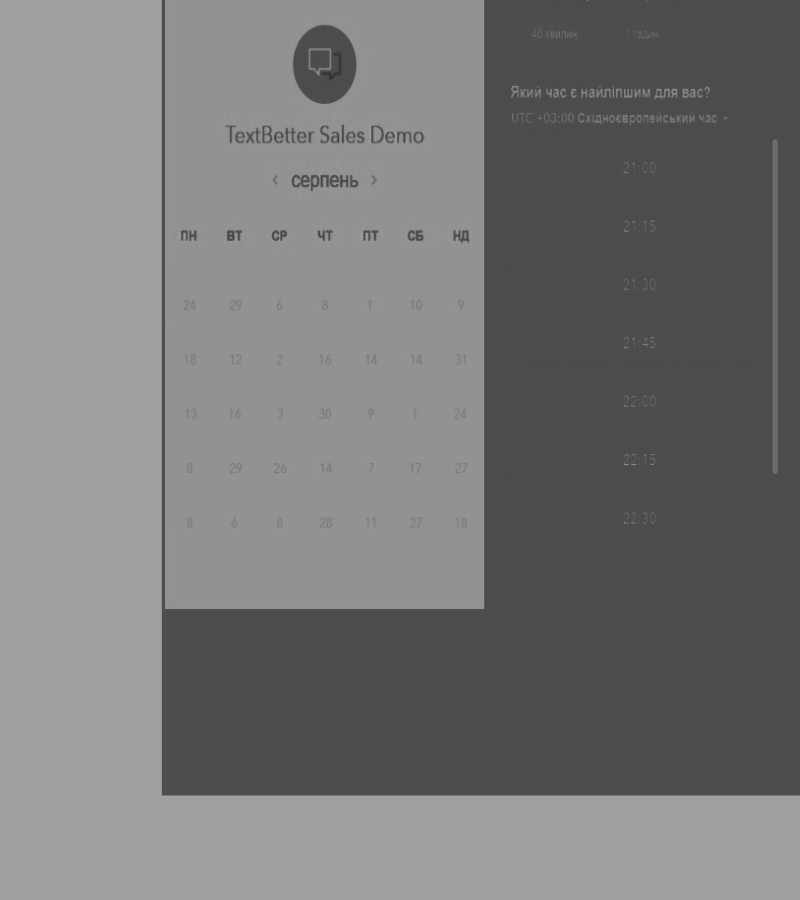 40 хвилин 1 годин
Який час є найліпшим для вас?
UTC +03:00 Східноєвропейський час
TextBetter Sales Demo
серпень
ПН ВТ СР ЧТ ПТ СБ НД
24 29 6 8 1 10 9
18 12 2 16 14 14 31
13 16 3 30 9 1 24
8 29 26 14 7 17 27
8 6 8 28 11 27 18
21:00
21:15
21:30
21:45
22:00
22:15
22:30